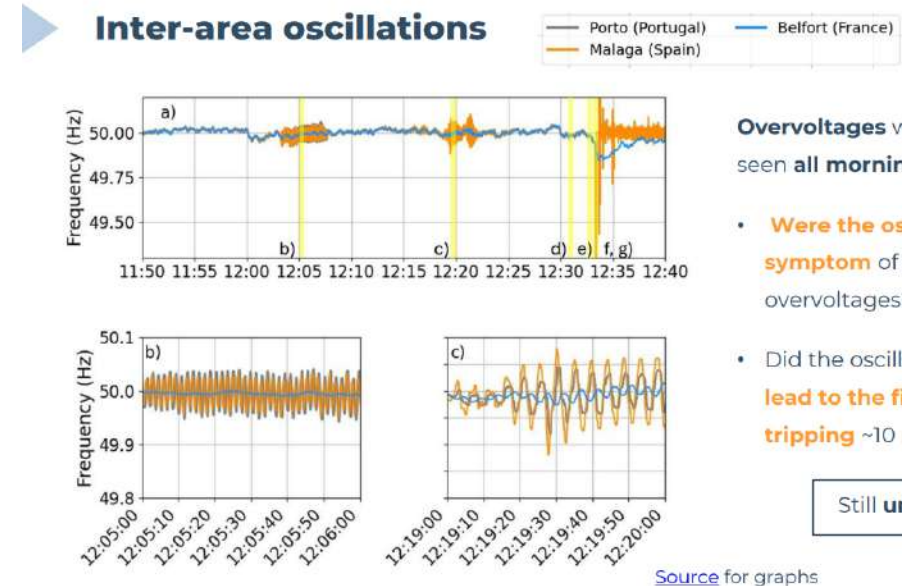 Inter-area oscillations
Porto (Portugal)
Malaga (Spain)
Belfort (France)
Frequency (Hz)
50.00
49.75
49.50
a)
b)
c)
d)
e)
f, g)
11:50 11:55 12:00 12:05 12:10 12:15 12:20 12:25 12:30 12:35 12:40
Frequency (Hz)
50.1
50.0
49.9
49.8
b)
12:05:00 12:05:10 12:05:20 12:05:30 12:05:40 12:05:50 12:06:00
c)
12:19:00 12:19:10 12:19:20 12:19:30 12:19:40 12:19:50 12:20:00
Overvoltages
seen all mornin
• Were the os
symptom of
overvoltages
• Did the oscill
lead to the fi
tripping ~10
Still un
Source for graphs